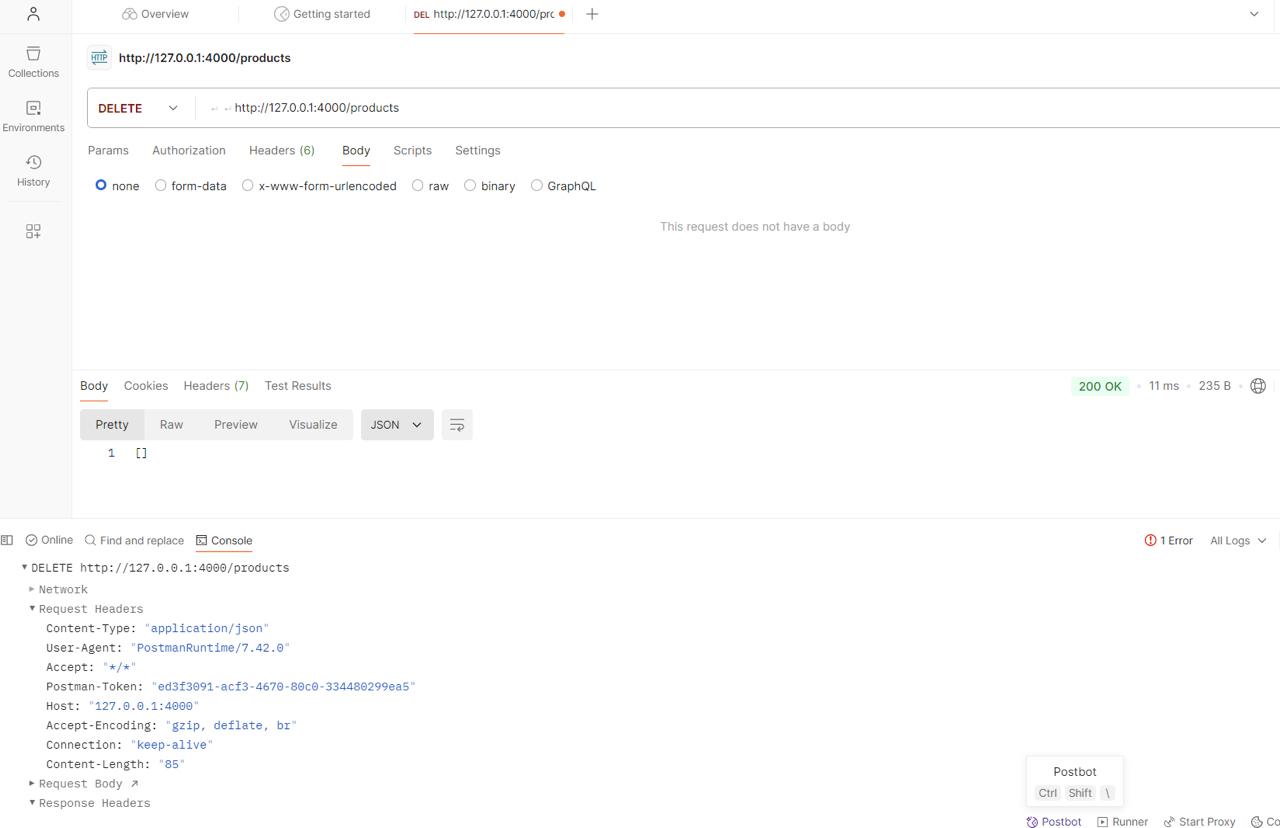 Overview
Getting started
DEL http://127.0.0.1:4000/prc
Collections
Environments
History
HTTP http://127.0.0.1:4000/products
DELETE ↵ ↵ http://127.0.0.1:4000/products
Params Authorization Headers (6) Body Scripts Settings
none form-data x-www-form-urlencoded raw binary GraphQL
This request does not have a body
Body Cookies Headers (7) Test Results 200 OK • 11 ms • 235 B •
Pretty Raw Preview Visualize JSON
1 []
Online Find and replace Console 1 Error All Logs
DELETE http://127.0.0.1:4000/products
Network
Request Headers
Content-Type: "application/json"
User-Agent: "PostmanRuntime/7.42.0"
Accept: "*/*"
Postman-Token: "ed3f3091-acf3-4670-80c0-334480299ea5"
Host: "127.0.0.1:4000"
Accept-Encoding: "gzip, deflate, br"
Connection: "keep-alive"
Content-Length: "85"
Request Body ↗
Response Headers
Postbot
Ctrl Shift \
Postbot Runner Start Proxy Co